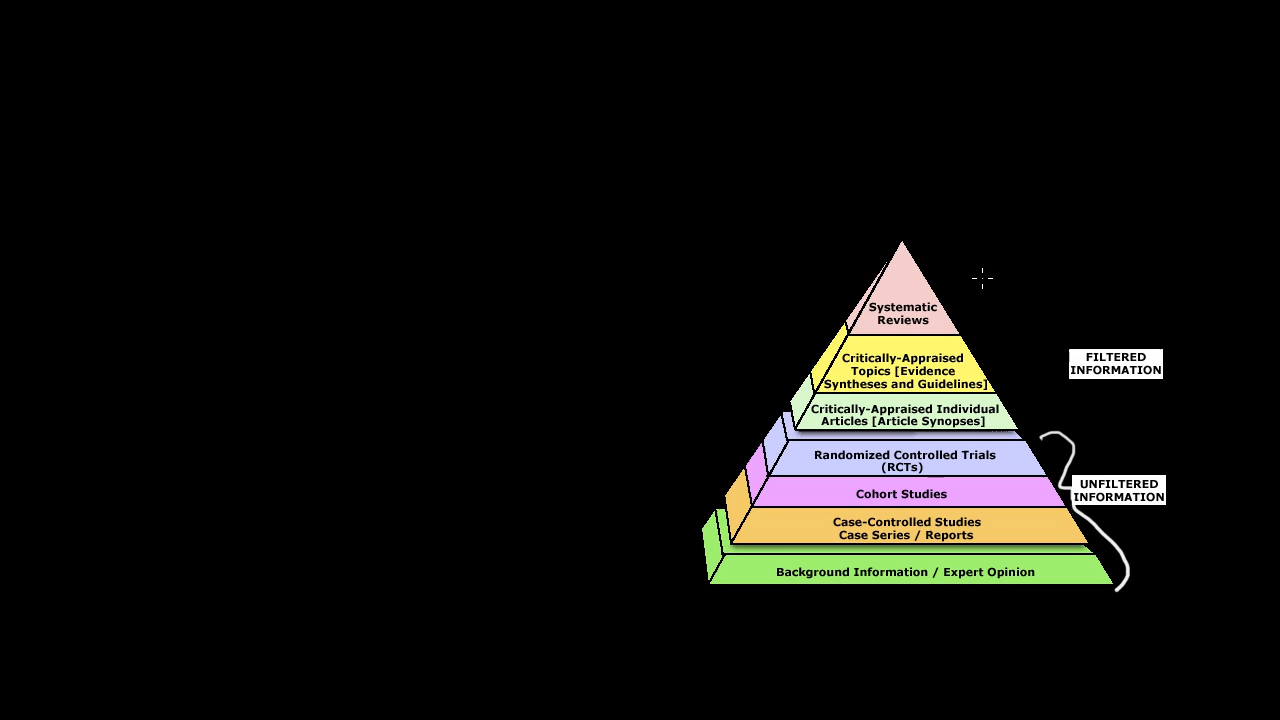 Systematic
Reviews
Critically-Appraised
Topics [Evidence
Syntheses and Guidelines]
FILTERED
INFORMATION
Critically-Appraised Individual
Articles [Article Synopses]
Randomized Controlled Trials
(RCTs)
UNFILTERED
INFORMATION
Cohort Studies
Case-Controlled Studies
Case Series / Reports
Background Information / Expert Opinion